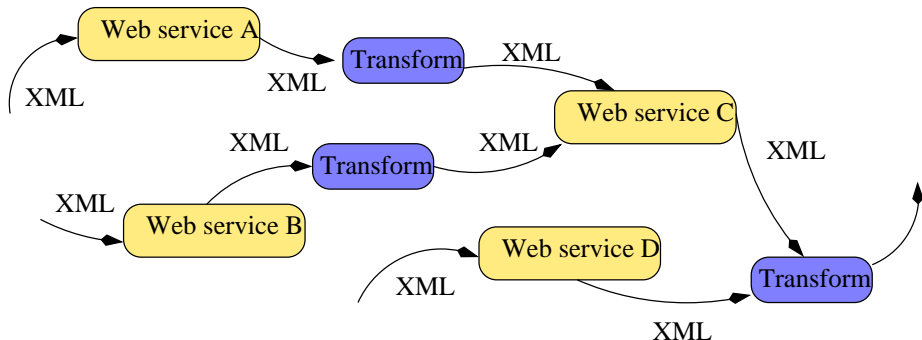 Web service A
Transform
XML
XML
XML
Web service C
XML
Transform
XML
XML
XML
Web service B
Web service D
XML
Transform
XML